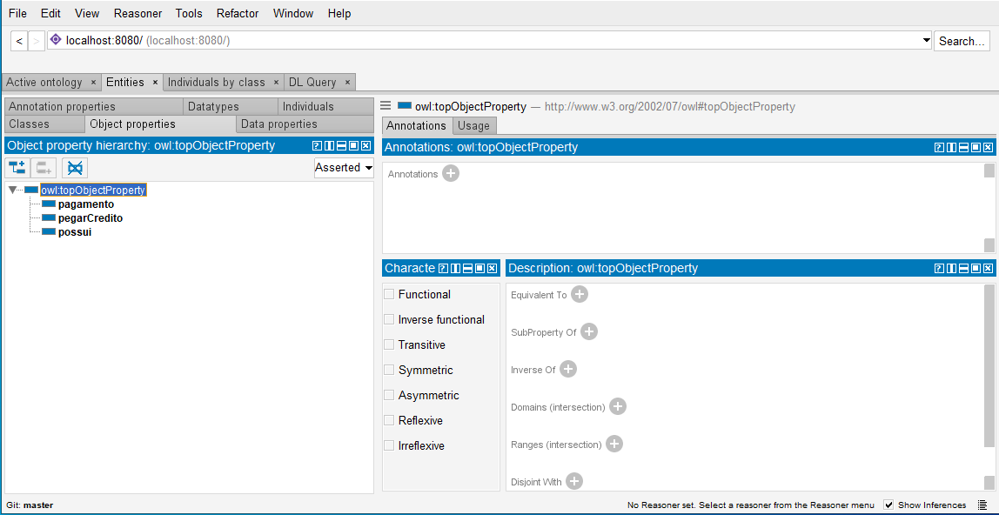 File Edit View Reasoner Tools Refactor Window Help
< > localhost:8080/ (localhost:8080/) Search...
Active ontology × Entities × Individuals by class × DL Query ×
Annotation properties Datatypes Individuals
Classes Object properties Data properties
Object property hierarchy: owl:topObjectProperty
Asserted
owl:topObjectProperty
pagamento
pegarCredito
possui
owl:topObjectProperty — http://www.w3.org/2002/07/owl#topObjectProperty
Annotations Usage
Annotations: owl:topObjectProperty
Annotations
Characte
Functional
Inverse functional
Transitive
Symmetric
Asymmetric
Reflexive
Irreflexive
Description: owl:topObjectProperty
Equivalent To
SubProperty Of
Inverse Of
Domains (intersection)
Ranges (intersection)
Disjoint With
Git: master
No Reasoner set. Select a reasoner from the Reasoner menu Show Inferences